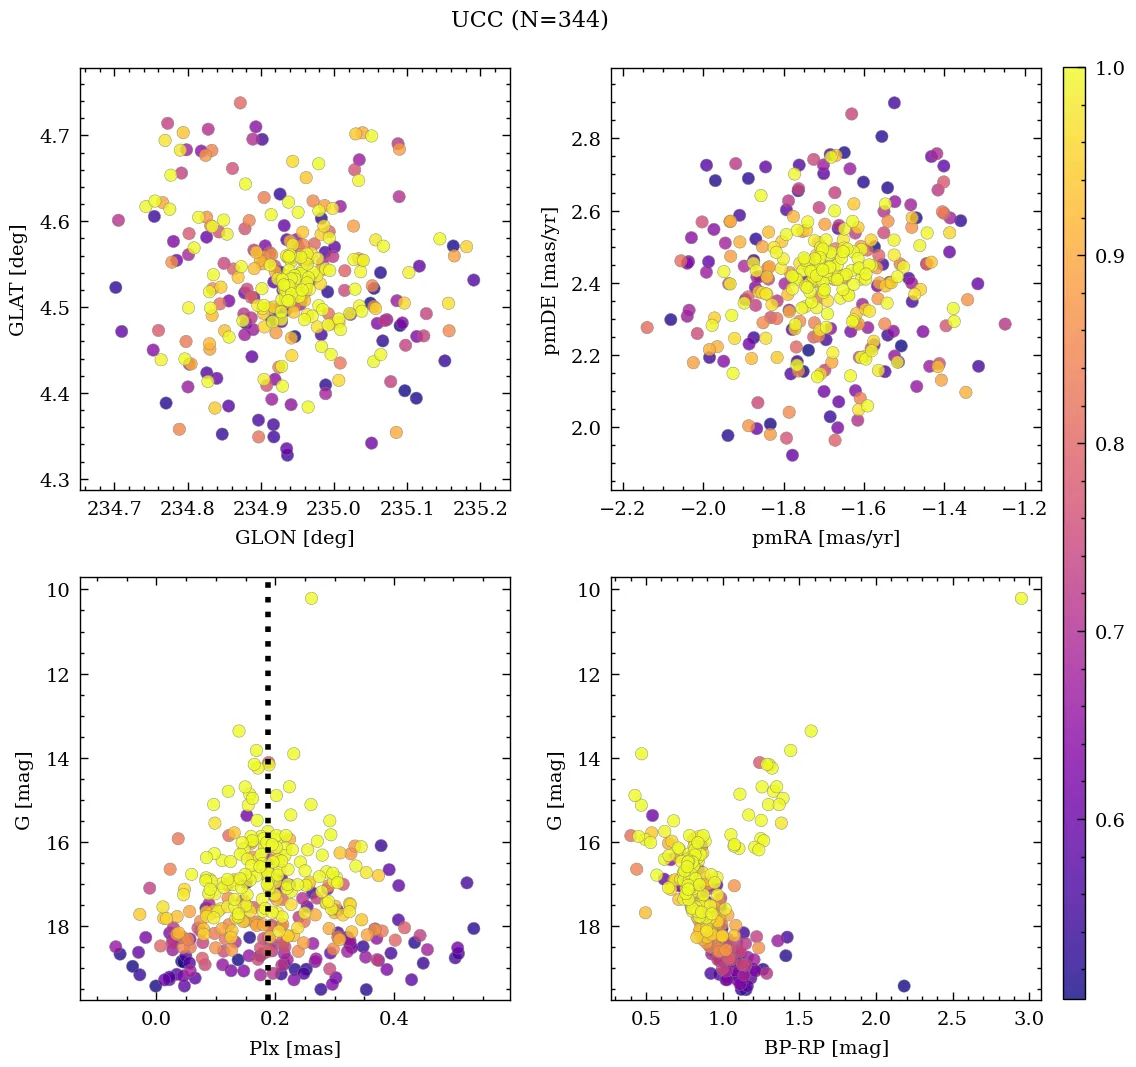 UCC (N=344)
4.7
4.6
4.5
4.4
4.3
GLAT [deg]
234.7 234.8 234.9 235.0 235.1 235.2
GLON [deg]
2.8
2.6
2.4
2.2
2.0
pmDE [mas/yr]
−2.2 −2.0 −1.8 −1.6 −1.4 −1.2
pmRA [mas/yr]
10
12
14
16
18
G [mag]
0.0 0.2 0.4
Plx [mas]
10
12
14
16
18
G [mag]
0.5 1.0 1.5 2.0 2.5 3.0
BP-RP [mag]
1.0
0.9
0.8
0.7
0.6